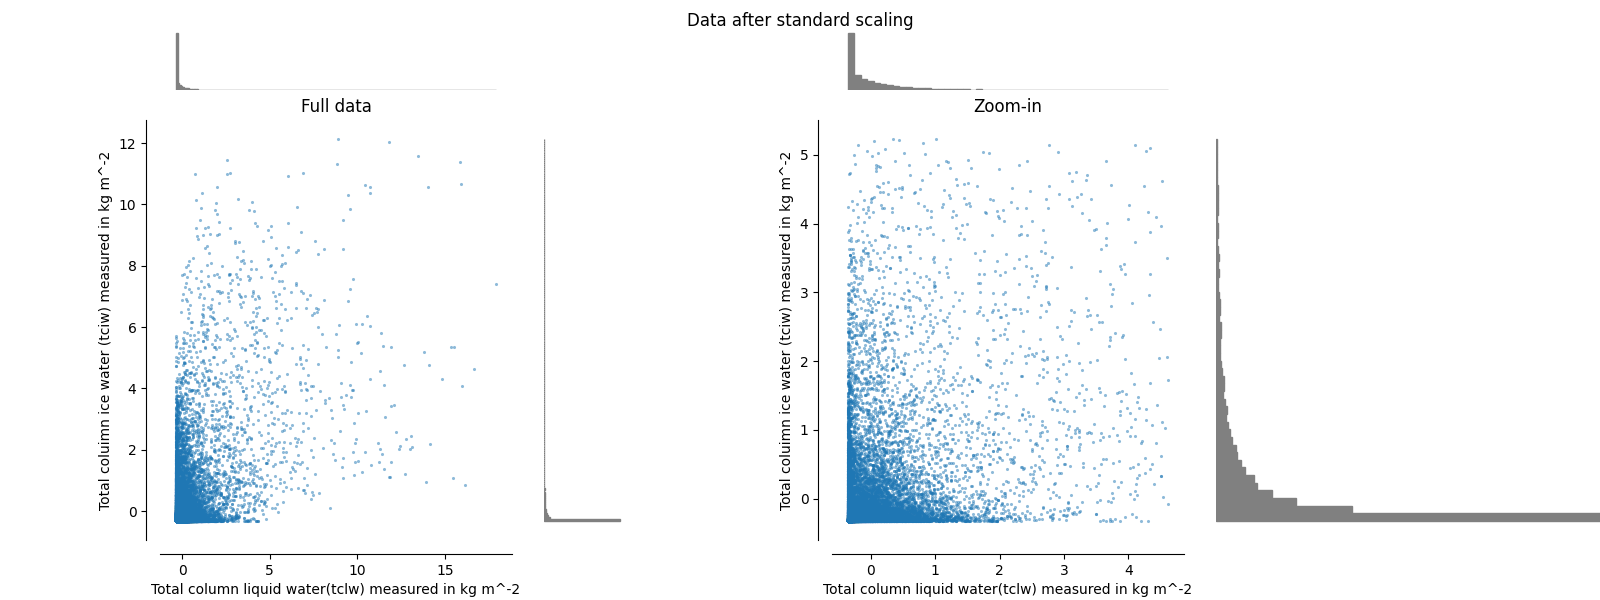 Data after standard scaling
Full data
Zoom-in
Total coluimn ice water (tciw) measured in kg m^-2
12
10
8
6
4
2
0
0 5 10 15
Total column liquid water(tclw) measured in kg m^-2
Total coluimn ice water (tciw) measured in kg m^-2
5
4
3
2
1
0
0 1 2 3 4
Total column liquid water(tclw) measured in kg m^-2